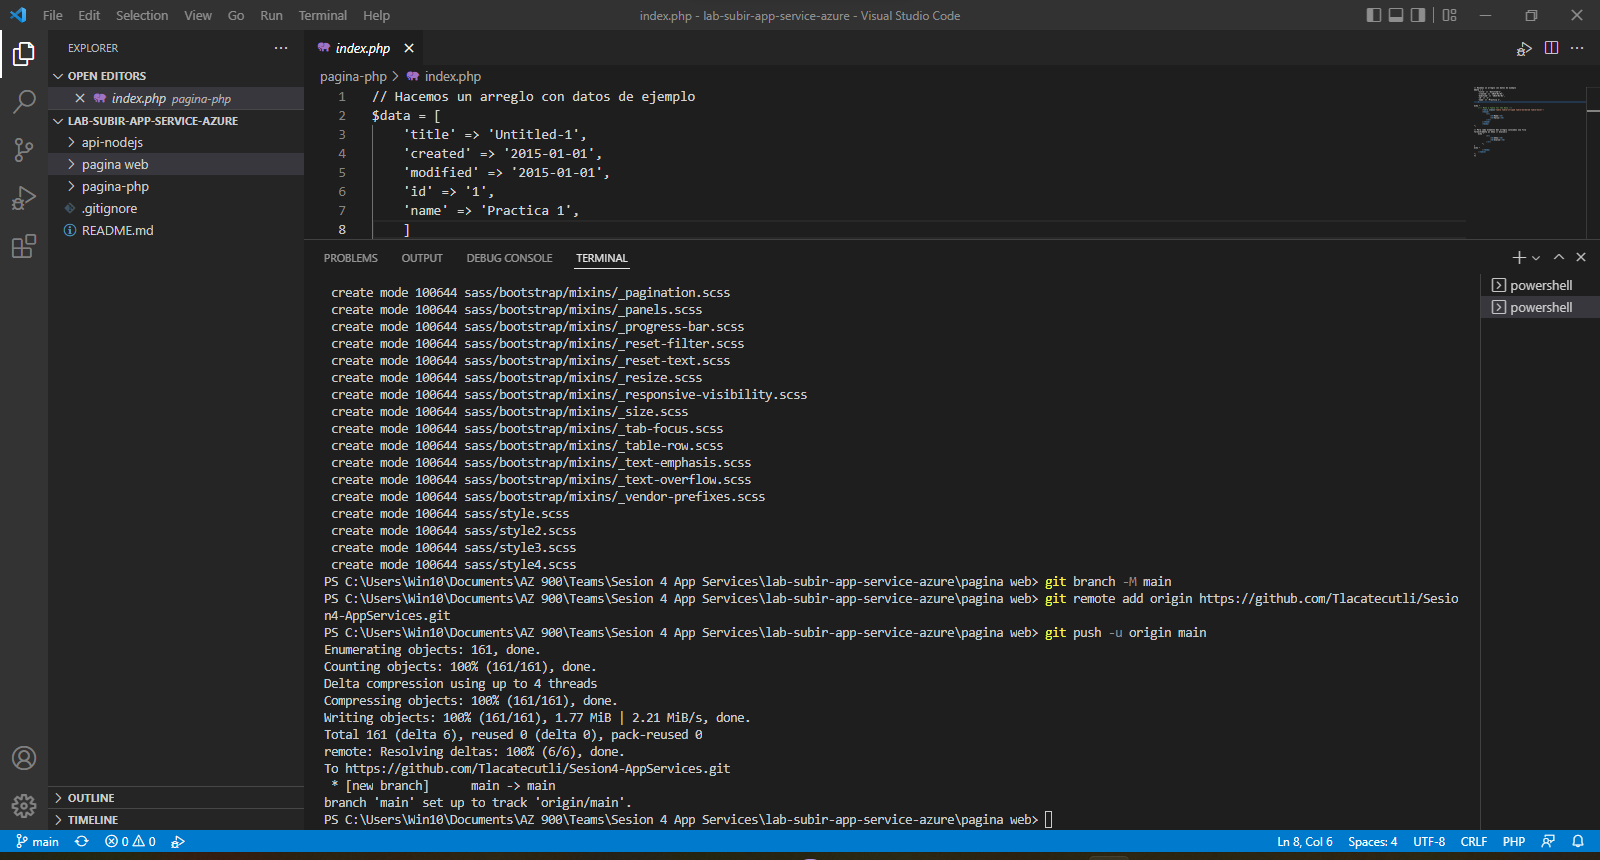 File Edit Selection View Go Run Terminal Help
index.php - lab-subir-app-service-azure - Visual Studio Code
EXPLORER
OPEN EDITORS
index.php pagina-php
LAB-SUBIR-APP-SERVICE-AZURE
api-nodejs
pagina web
pagina-php
.gitignore
README.md
OUTLINE
TIMELINE
index.php
pagina-php > index.php
1 // Hacemos un arreglo con datos de ejemplo
2 $data = [
3 'title' => 'Untitled-1',
4 'created' => '2015-01-01',
5 'modified' => '2015-01-01',
6 'id' => '1',
7 'name' => 'Practica 1',
8 ]
PROBLEMS OUTPUT DEBUG CONSOLE TERMINAL
powershell
powershell
create mode 100644 sass/bootstrap/mixins/_pagination.scss
create mode 100644 sass/bootstrap/mixins/_panels.scss
create mode 100644 sass/bootstrap/mixins/_progress-bar.scss
create mode 100644 sass/bootstrap/mixins/_reset-filter.scss
create mode 100644 sass/bootstrap/mixins/_reset-text.scss
create mode 100644 sass/bootstrap/mixins/_resize.scss
create mode 100644 sass/bootstrap/mixins/_responsive-visibility.scss
create mode 100644 sass/bootstrap/mixins/_size.scss
create mode 100644 sass/bootstrap/mixins/_tab-focus.scss
create mode 100644 sass/bootstrap/mixins/_table-row.scss
create mode 100644 sass/bootstrap/mixins/_text-emphasis.scss
create mode 100644 sass/bootstrap/mixins/_text-overflow.scss
create mode 100644 sass/bootstrap/mixins/_vendor-prefixes.scss
create mode 100644 sass/style.scss
create mode 100644 sass/style2.scss
create mode 100644 sass/style3.scss
create mode 100644 sass/style4.scss
PS C:\Users\Win10\Documents\AZ 900\Teams\Sesion 4 App Services\lab-subir-app-service-azure\pagina web> git branch -M main
PS C:\Users\Win10\Documents\AZ 900\Teams\Sesion 4 App Services\lab-subir-app-service-azure\pagina web> git remote add origin https://github.com/Tlacatecutli/Sesio
n4-AppServices.git
PS C:\Users\Win10\Documents\AZ 900\Teams\Sesion 4 App Services\lab-subir-app-service-azure\pagina web> git push -u origin main
Enumerating objects: 161, done.
Counting objects: 100% (161/161), done.
Delta compression using up to 4 threads
Compressing objects: 100% (161/161), done.
Writing objects: 100% (161/161), 1.77 MiB | 2.21 MiB/s, done.
Total 161 (delta 6), reused 0 (delta 0), pack-reused 0
remote: Resolving deltas: 100% (6/6), done.
To https://github.com/Tlacatecutli/Sesion4-AppServices.git
* [new branch] main -> main
branch 'main' set up to track 'origin/main'.
PS C:\Users\Win10\Documents\AZ 900\Teams\Sesion 4 App Services\lab-subir-app-service-azure\pagina web>
main 0 0 Ln 8, Col 6 Spaces: 4 UTF-8 CRLF PHP